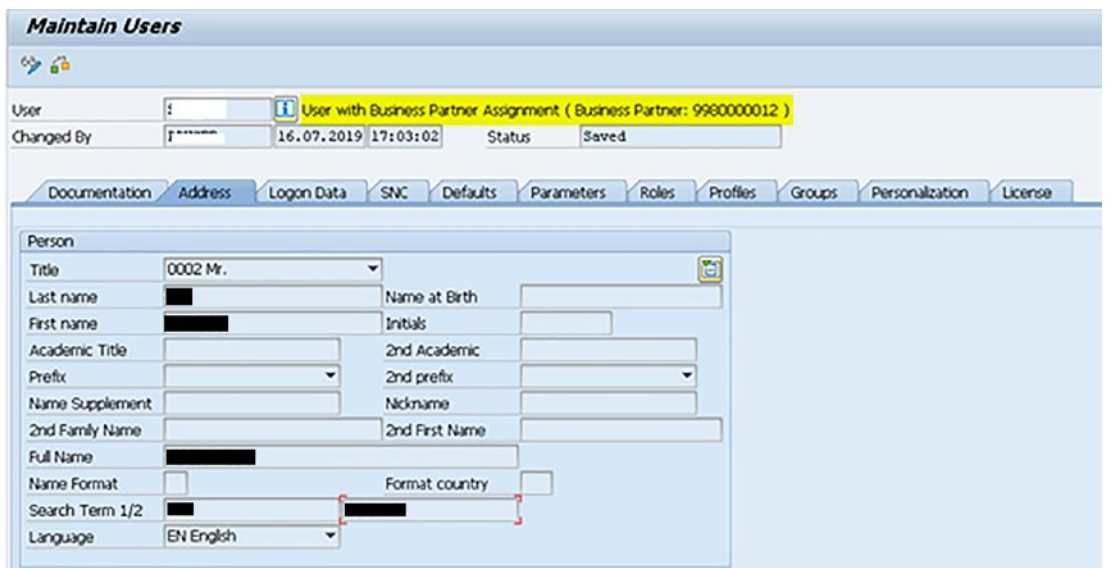 Maintain Users
User User with Business Partner Assignment ( Business Partner: 9980000012 )
Changed By 16.07.2019 17:03:02 Status Saved
Documentation Address Logon Data SNC Defaults Parameters Roles Profiles Groups Personalization License
Person
Title 0002 Mr.
Last name Name at Birth
First name Initials
Academic Title 2nd Academic
Prefix 2nd prefix
Name Supplement Nickname
2nd Family Name 2nd First Name
Full Name
Name Format Format country
Search Term 1/2
Language EN English